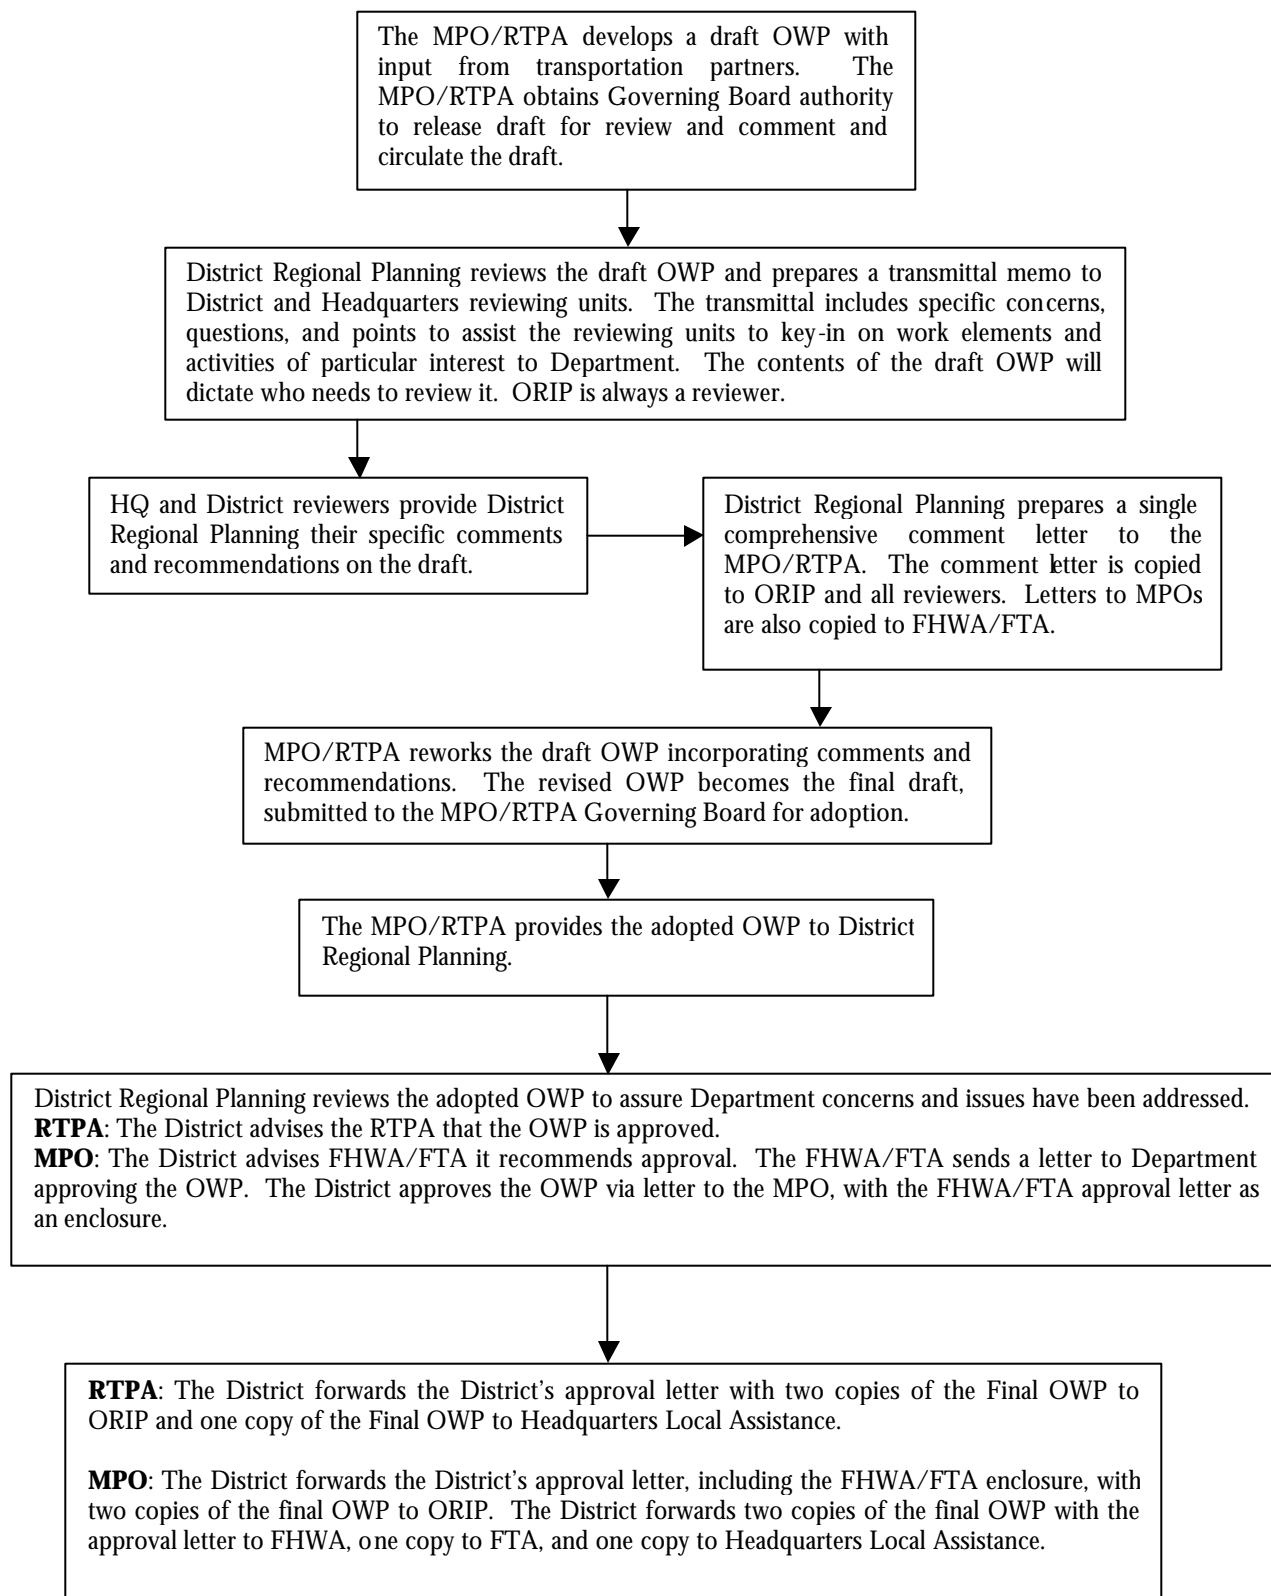 The MPO/RTPA develops a draft OWP with
input from transportation partners. The
MPO/RTPA obtains Governing Board authority
to release draft for review and comment and
circulate the draft.
District Regional Planning reviews the draft OWP and prepares a transmittal memo to
District and Headquarters reviewing units. The transmittal includes specific concerns,
questions, and points to assist the reviewing units to key-in on work elements and
activities of particular interest to Department. The contents of the draft OWP will
dictate who needs to review it. ORIP is always a reviewer.
HQ and District reviewers provide District
Regional Planning their specific comments
and recommendations on the draft.
District Regional Planning prepares a single
comprehensive comment letter to the
MPO/RTPA. The comment letter is copied
to ORIP and all reviewers. Letters to MPOs
are also copied to FHWA/FTA.
MPO/RTPA reworks the draft OWP incorporating comments and
recommendations. The revised OWP becomes the final draft,
submitted to the MPO/RTPA Governing Board for adoption.
The MPO/RTPA provides the adopted OWP to District
Regional Planning.
District Regional Planning reviews the adopted OWP to assure Department concerns and issues have been addressed.
RTPA: The District advises the RTPA that the OWP is approved.
MPO: The District advises FHWA/FTA it recommends approval. The FHWA/FTA sends a letter to Department
approving the OWP. The District approves the OWP via letter to the MPO, with the FHWA/FTA approval letter as
an enclosure.
RTPA: The District forwards the District's approval letter with two copies of the Final OWP to
ORIP and one copy of the Final OWP to Headquarters Local Assistance.
MPO: The District forwards the District's approval letter, including the FHWA/FTA enclosure, with
two copies of the final OWP to ORIP. The District forwards two copies of the final OWP with the
approval letter to FHWA, one copy to FTA, and one copy to Headquarters Local Assistance.